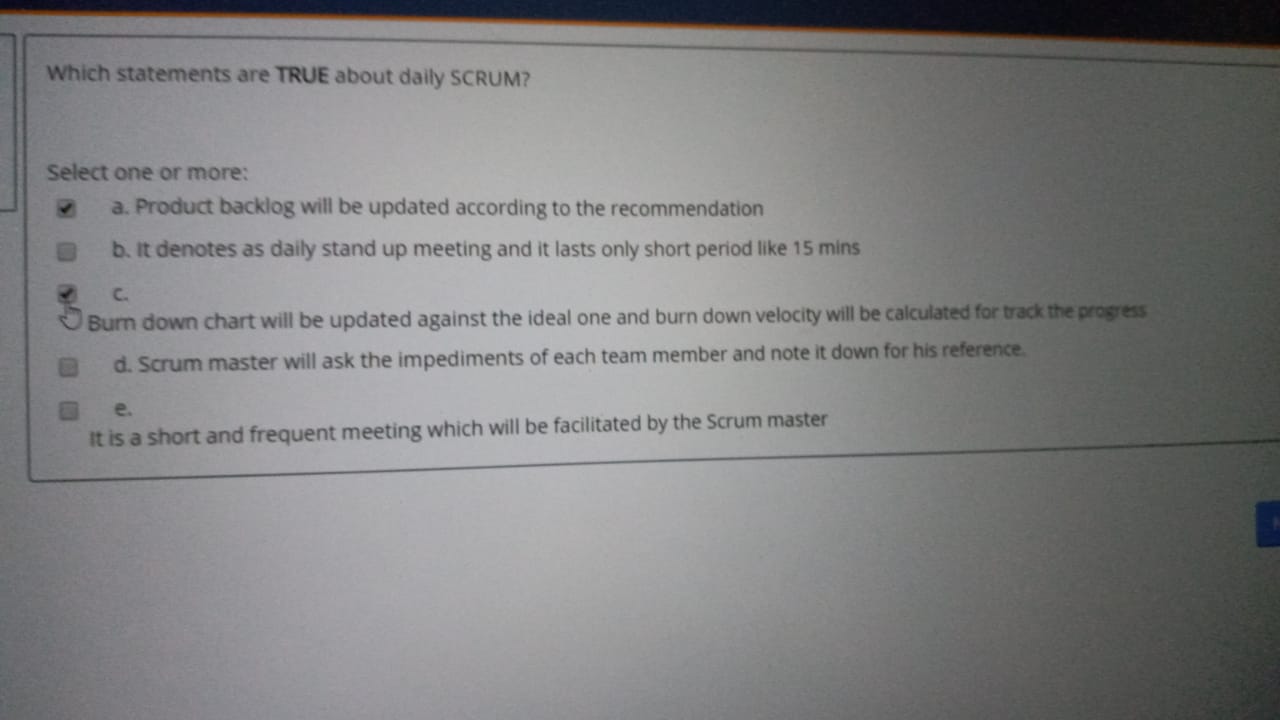 Which statements are TRUE about daily SCRUM?
Select one or more:
a. Product backlog will be updated according to the recommendation
b. It denotes as daily stand up meeting and it lasts only short period like 15 mins
c.
Burn down chart will be updated against the ideal one and burn down velocity will be calculated for track the progress
d. Scrum master will ask the impediments of each team member and note it down for his reference.
e.
It is a short and frequent meeting which will be facilitated by the Scrum master